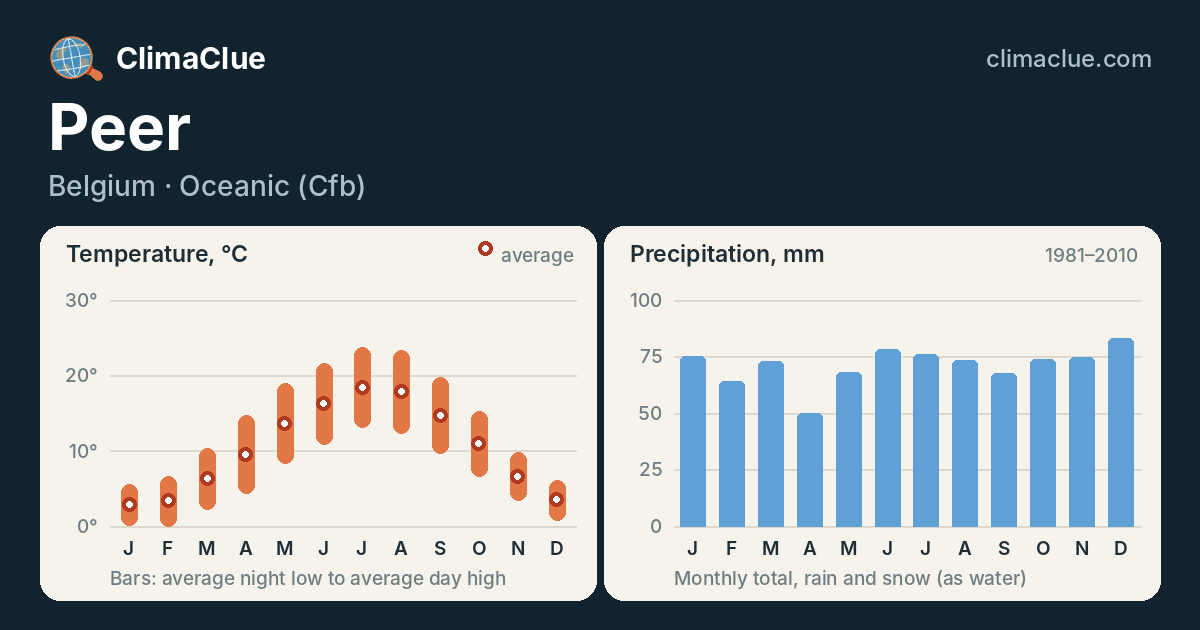 ClimaClue
climaclue.com
Peer
Belgium · Oceanic (Cfb)
Temperature, °C
average
30°
20°
10°
0°
J F M A M J J A S O N D
Bars: average night low to average day high
Precipitation, mm
1981–2010
100
75
50
25
0
J F M A M J J A S O N D
Monthly total, rain and snow (as water)